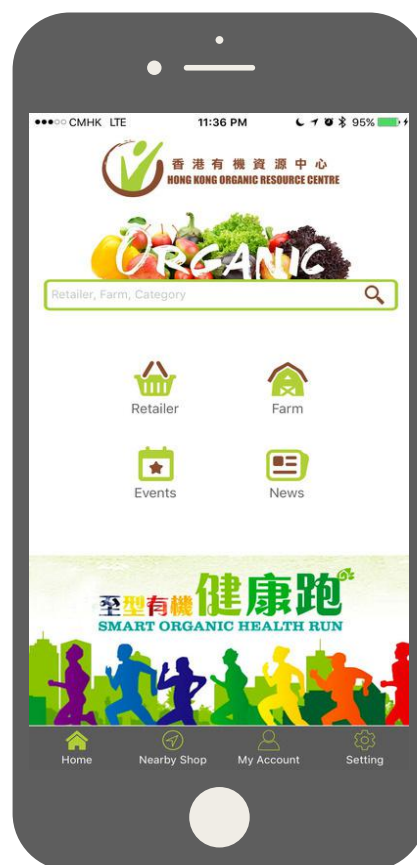 CMHK LTE 11:36 PM 95%
香港有機資源中心
HONG KONG ORGANIC RESOURCE CENTRE
ORGANIC
Retailer, Farm, Category
Retailer Farm
Events News
至型有機健康跑
SMART ORGANIC HEALTH RUN
Home Nearby Shop My Account Setting